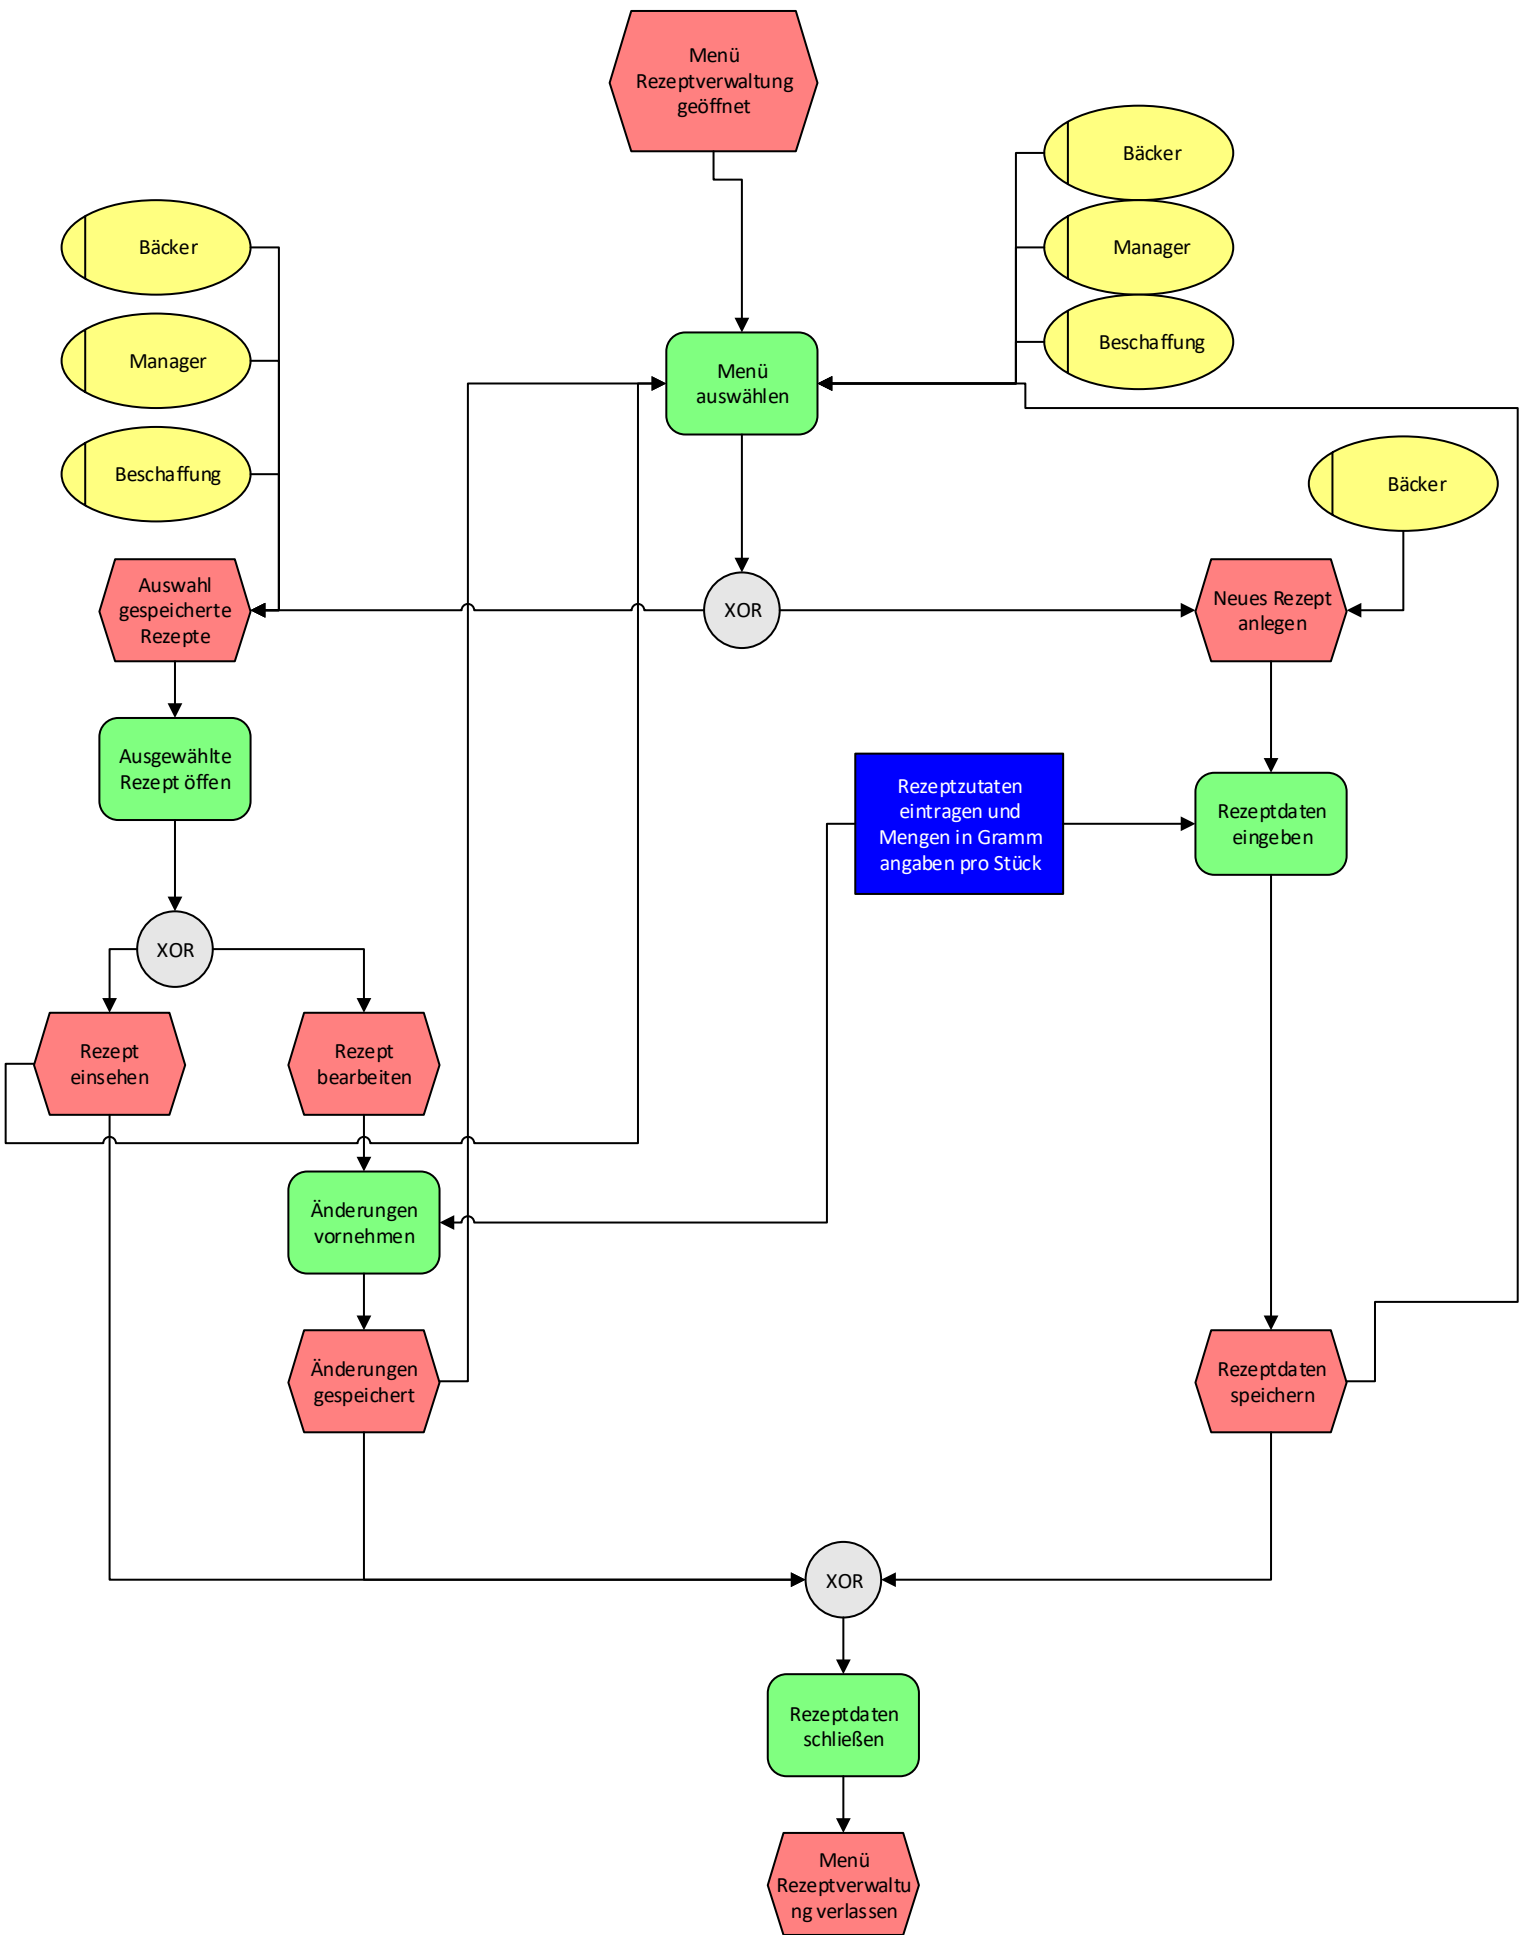 Menü
Rezeptverwaltung
geöffnet
Bäcker
Manager
Beschaffung
Bäcker
Manager
Beschaffung
Menü
auswählen
Bäcker
Auswahl
gespeicherte
Rezepte
XOR
Neues Rezept
anlegen
Ausgewählte
Rezept öffen
Rezeptzutaten
eintragen und
Mengen in Gramm
angaben pro Stück
Rezeptdaten
eingeben
XOR
Rezept
einsehen
Rezept
bearbeiten
Änderungen
vornehmen
Änderungen
gespeichert
Rezeptdaten
speichern
XOR
Rezeptdaten
schließen
Menü
Rezeptverwaltu
ng verlassen